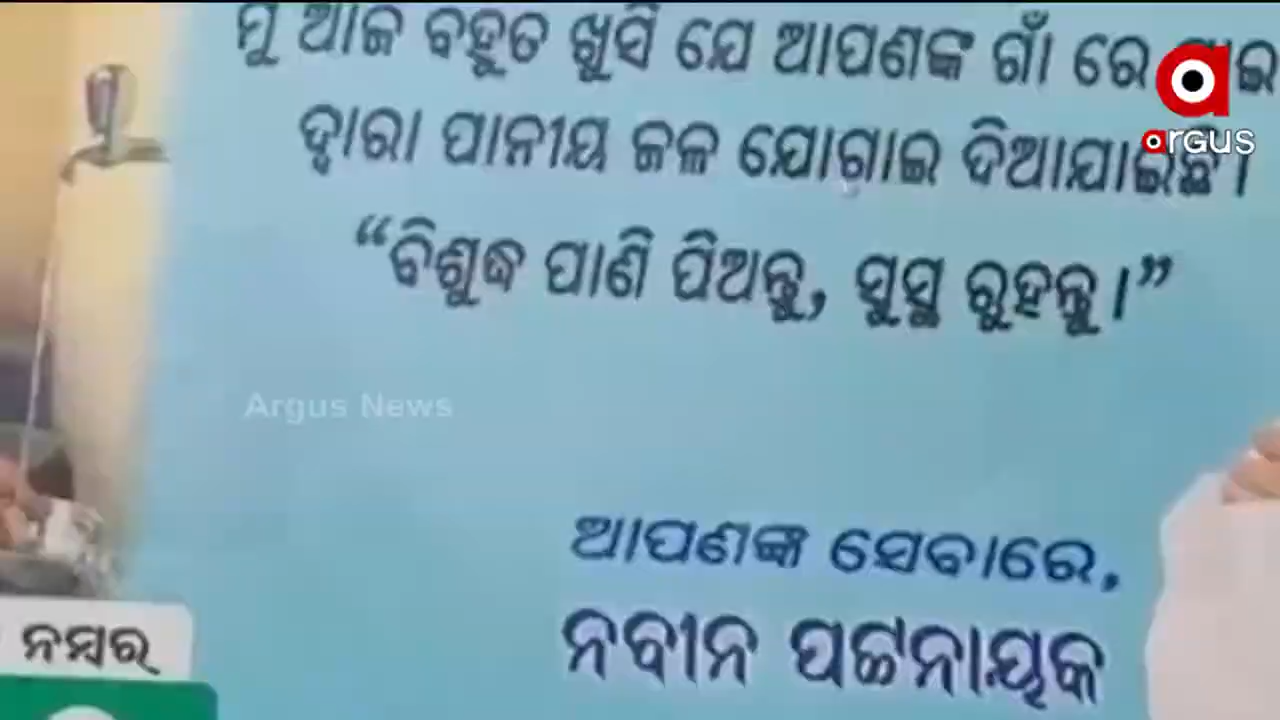 ମୁଁ ଆଜି ବହୁତ ଖୁସି ଯେ ଆପଣଙ୍କ ଗାଁ ରେ
argus
ଦ୍ୱାରା ପାନୀୟ ଜଳ ଯୋଗାଇ ଦିଆଯାଇଛି।
“ବିଶୁଦ୍ଧ ପାଣି ପିଅନ୍ତୁ, ସୁସ୍ଥ ରୁହନ୍ତୁ।”
Argus News
ଆପଣଙ୍କ ସେବାରେ,
ନବୀନ ପଟ୍ଟନାୟକ
ନମ୍ବର